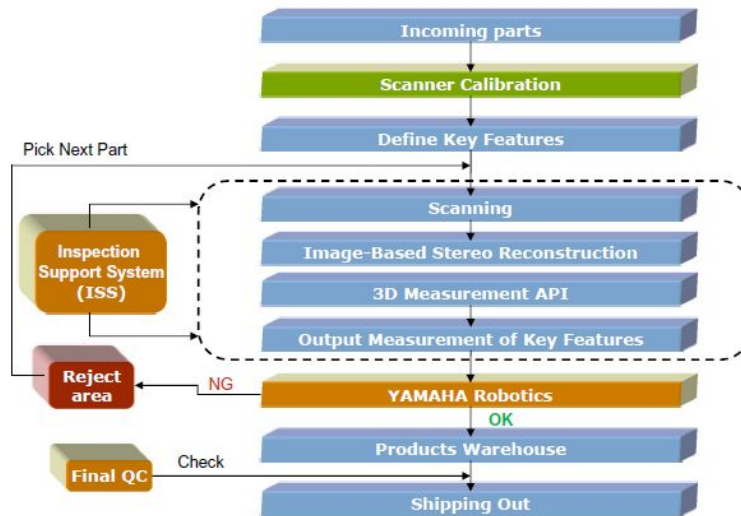 Incoming parts
Scanner Calibration
Define Key Features
Pick Next Part
Scanning
Inspection
Support System
(ISS)
Image-Based Stereo Reconstruction
3D Measurement API
Output Measurement of Key Features
Reject
area
NG
YAMAHA Robotics
OK
Products Warehouse
Final QC
Check
Shipping Out